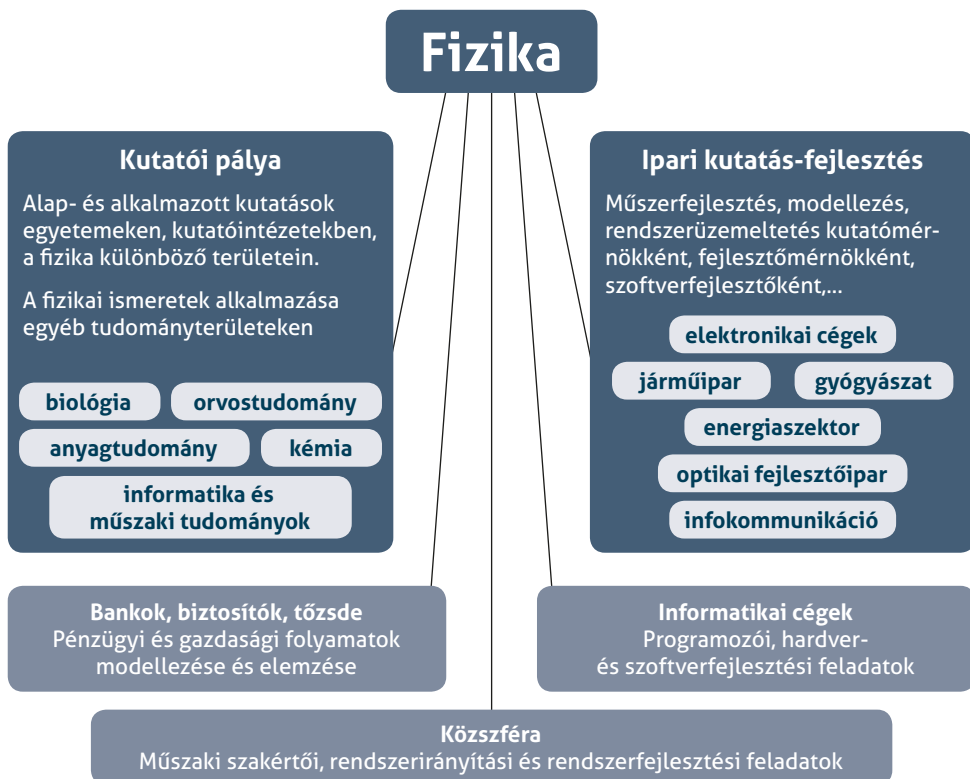 Fizika
Kutatói pálya
Alap- és alkalmazott kutatások
egyetemeken, kutatóintézetekben,
a fizika különböző területein.
A fizikai ismeretek alkalmazása
egyéb tudományterületeken
biológia
orvostudomány
anyagtudomány
kémia
informatika és
műszaki tudományok
Ipari kutatás-fejlesztés
Műszerfejlesztés, modellezés,
rendszerüzemeltetés kutatómér-
nökként, fejlesztőmérnökként,
szoftverfejlesztőként,...
elektronikai cégek
járműipar
gyógyászat
energiaszektor
optikai fejlesztőipar
infokommunikáció
Bankok, biztosítók, tőzsde
Pénzügyi és gazdasági folyamatok
modellezése és elemzése
Informatikai cégek
Programozói, hardver-
és szoftverfejlesztési feladatok
Közszféra
Műszaki szakértői, rendszerirányítási és rendszerfejlesztési feladatok